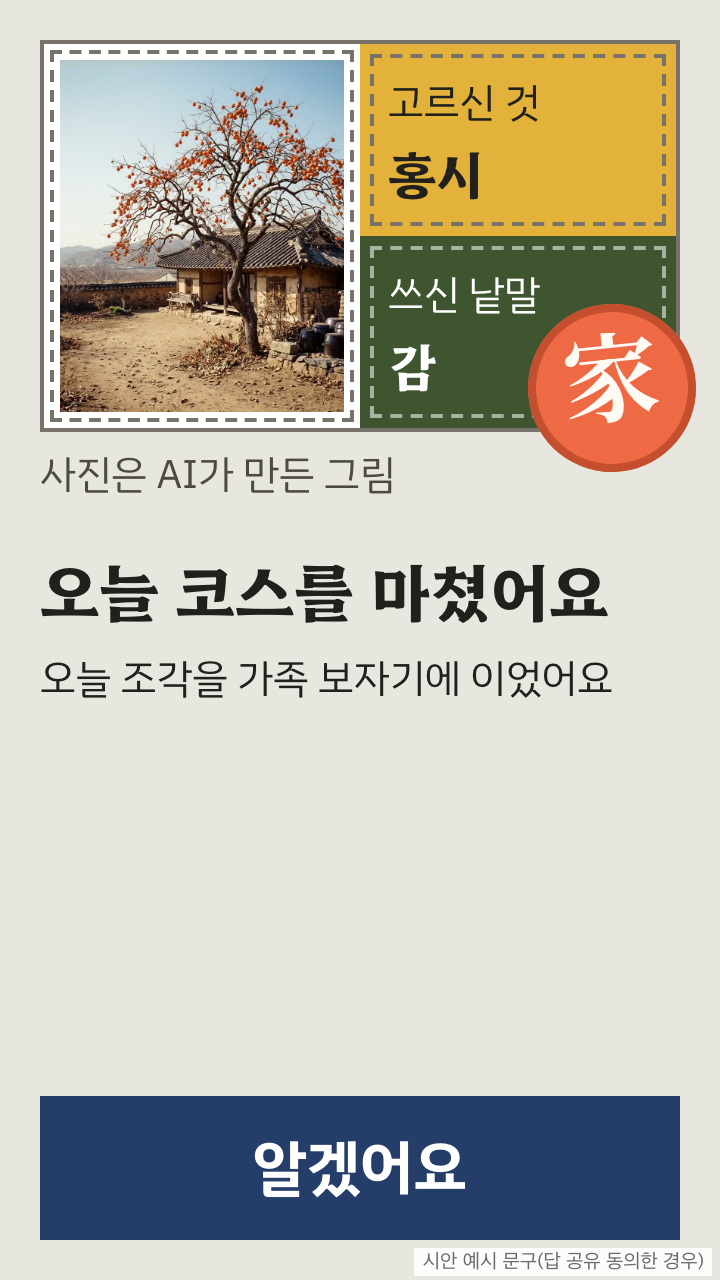 고르신 것
홍시
쓰신 낱말
감
家
사진은 AI가 만든 그림
오늘 코스를 마쳤어요
오늘 조각을 가족 보자기에 이었어요
알겠어요
시안 예시 문구(답 공유 동의한 경우)